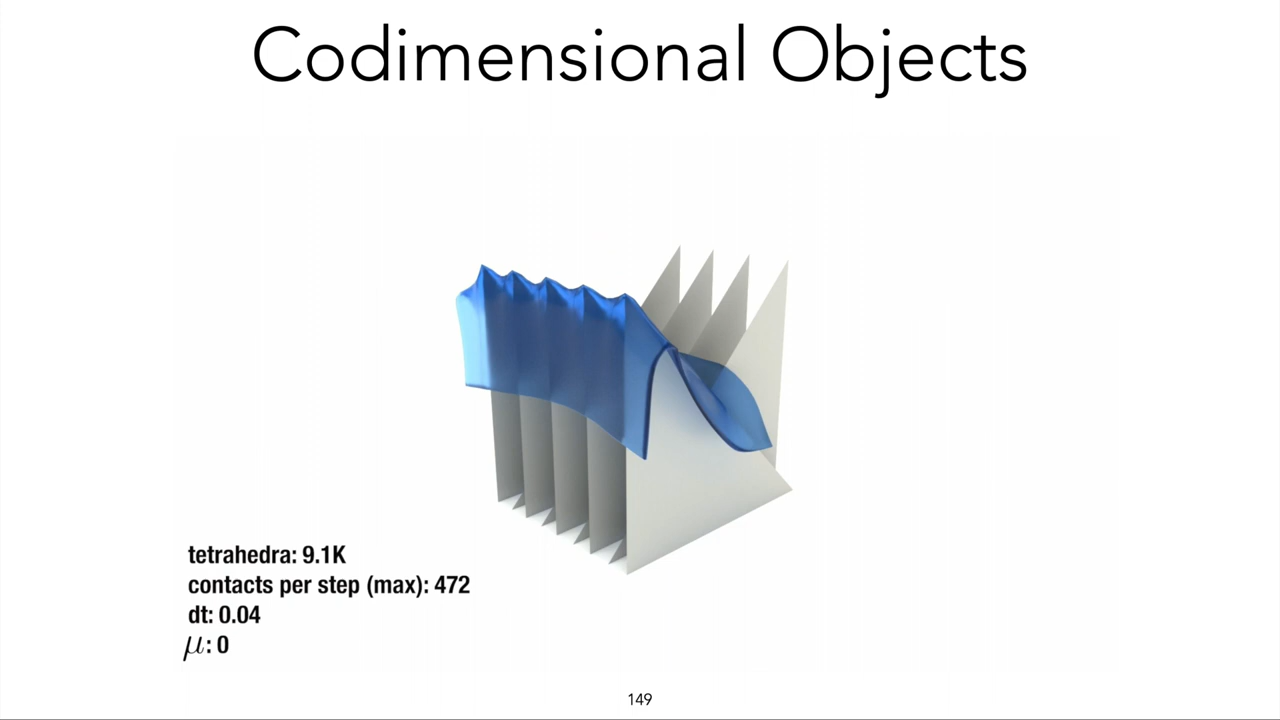 Codimensional Objects
tetrahedra: 9.1K
contacts per step (max): 472
dt: 0.04
μ: 0
149